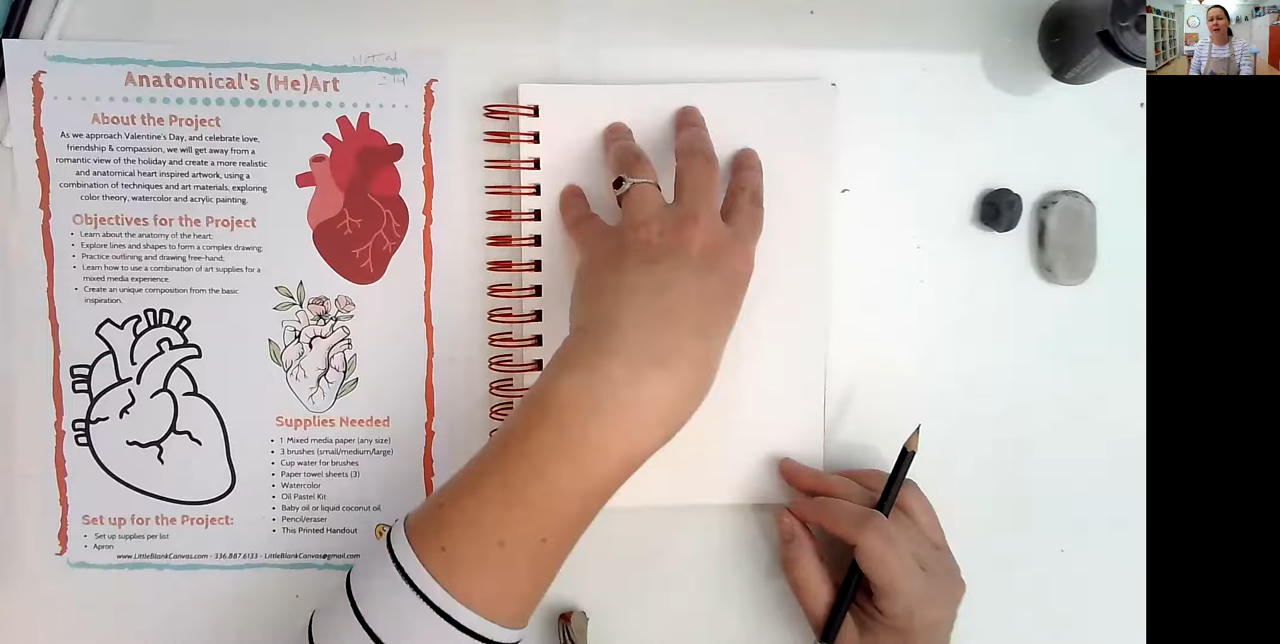 Anatomical's (He)Art
About the Project
As we approach Valentine's Day, and celebrate love,
friendship & compassion, we will get away from a
romantic view of the holiday and create a more realistic
and anatomical heart inspired artwork, using a
combination of techniques and art materials, exploring
color theory, watercolor and acrylic painting.
Objectives for the Project
• Learn about the anatomy of the heart;
• Explore lines and shapes to form a complex drawing;
• Practice outlining and drawing free-hand;
• Learn how to use a combination of art supplies for a
mixed media experience.
• Create an unique composition from the basic
inspiration.
Supplies Needed
• 1 Mixed media paper (any size)
• 3 brushes (small/medium/large)
• Cup water for brushes
• Paper towel sheets (3)
• Watercolor
• Oil Pastel Kit
• Baby oil or liquid coconut oil
• Pencil/eraser
• This Printed Handout
Set up for the Project:
• Set up supplies per list
• Apron
www.LittleBlankCanvas.com - 336.887.6133 - LittleBlankCanvas@gmail.com